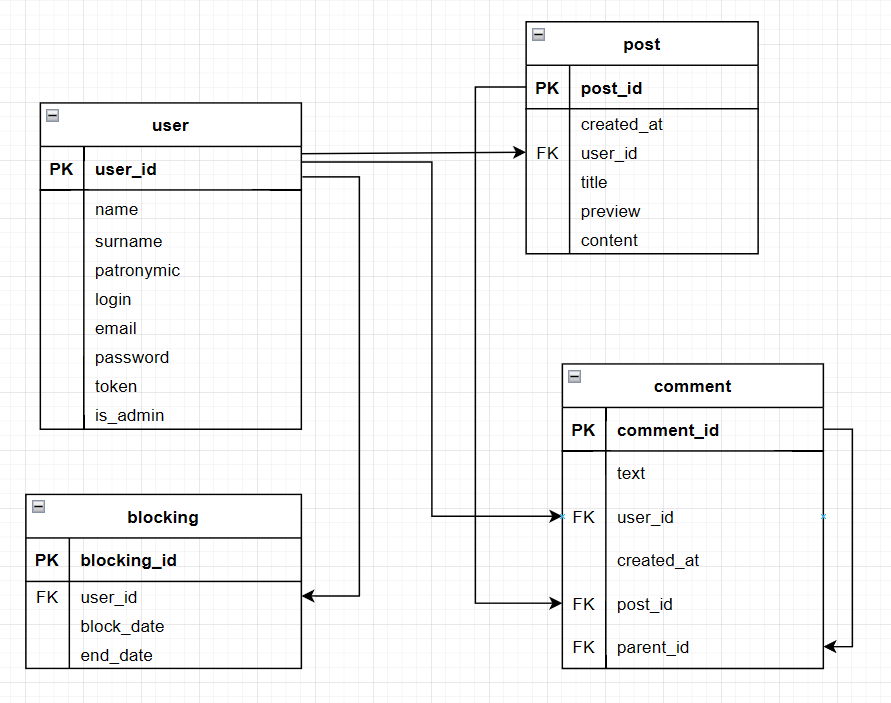 user
PK user_id
name
surname
patronymic
login
email
password
token
is_admin
post
PK post_id
created_at
FK user_id
title
preview
content
blocking
PK blocking_id
FK user_id
block_date
end_date
comment
PK comment_id
text
FK user_id
created_at
FK post_id
FK parent_id